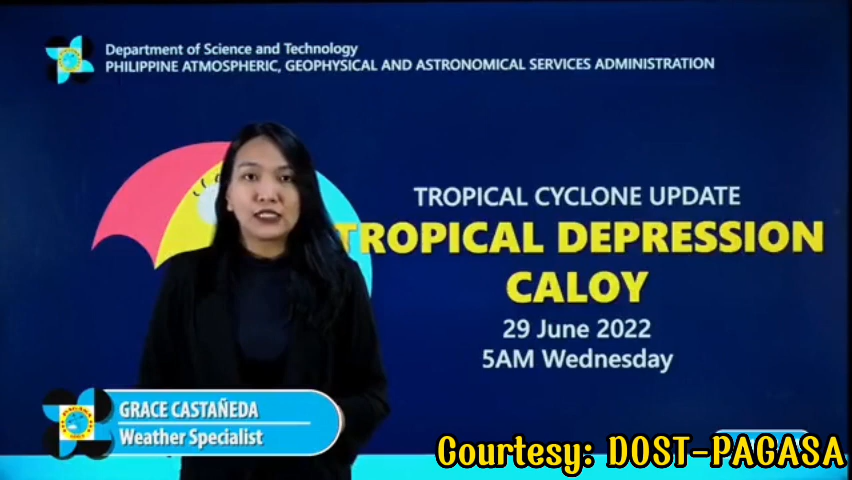 Department of Science and Technology
PHILIPPINE ATMOSPHERIC, GEOPHYSICAL AND ASTRONOMICAL SERVICES ADMINISTRATION
TROPICAL CYCLONE UPDATE
TROPICAL DEPRESSION
CALOY
29 June 2022
5AM Wednesday
GRACE CASTAÑEDA
Weather Specialist
Courtesy: DOST-PAGASA